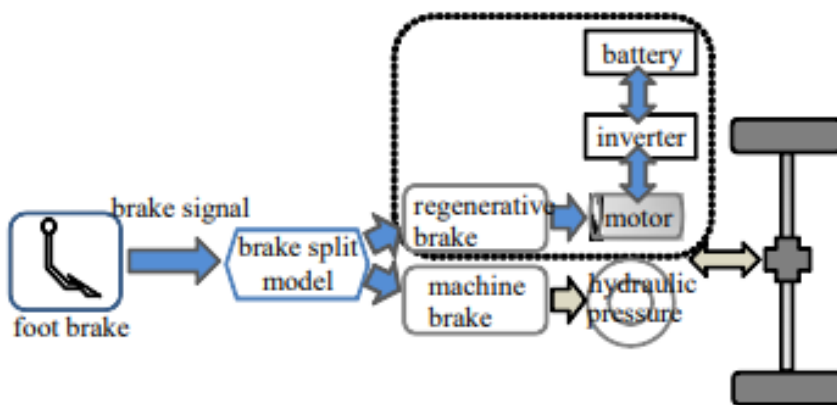 battery
inverter
brake signal
regenerative
brake
motor
brake split
model
foot brake
machine
brake
hydraulic
pressure